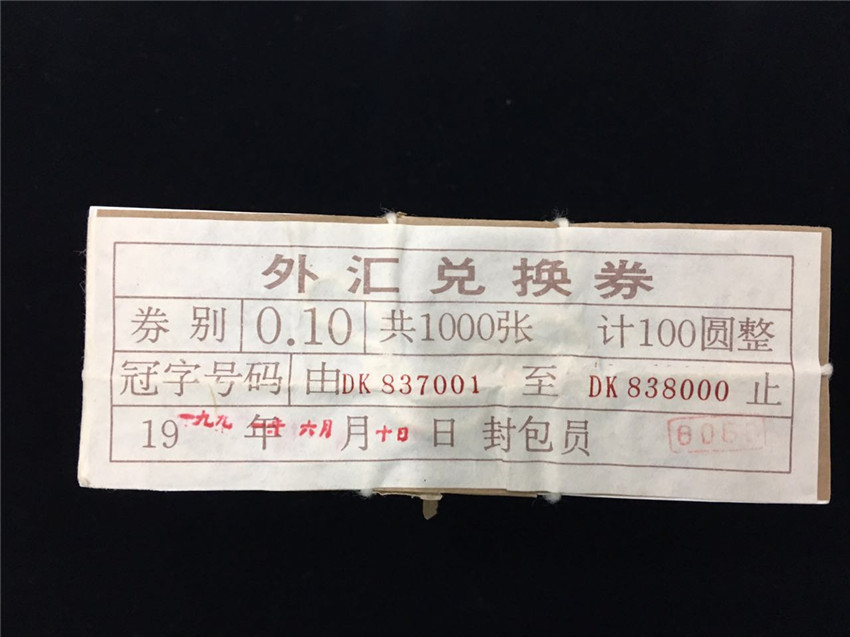 外汇兑换券
券别 0.10 共1000张 计100圆整
冠字号码 由DK 837001 至 DK 838000 止
19 一九九 年 六月 月 十日 日 封包员